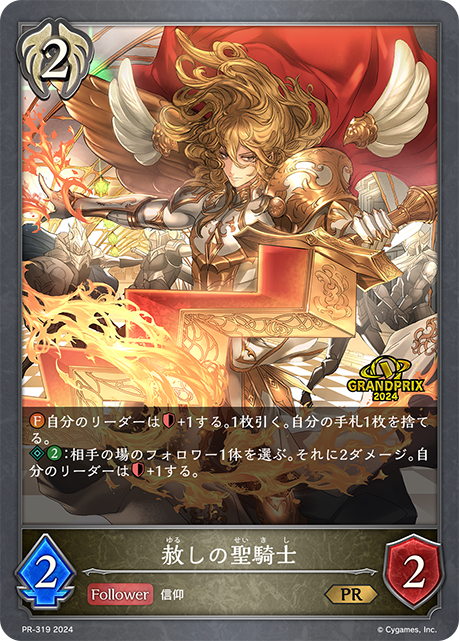 2
GRANDPRIX
2024
F 自分のリーダーは+1する。1枚引く。自分の手札1枚を捨て
る。
2:相手の場のフォロワー1体を選ぶ。それに2ダメージ。自
分のリーダーは+1する。
ゆる せいきし
赦しの聖騎士
2
Follower 信仰
PR
2
PR-319 2024
© Cygames, Inc.